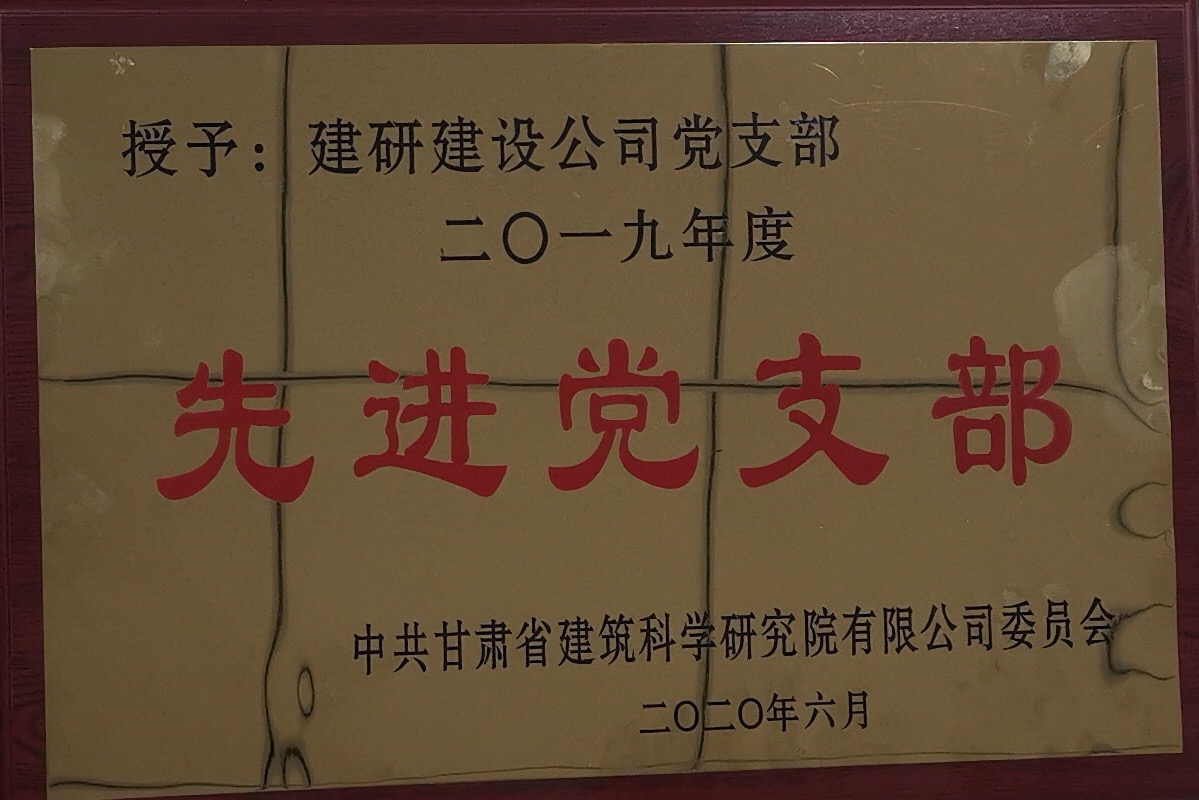 授予：建研建设公司党支部
二〇一九年度
先进党支部
中共甘肃省建筑科学研究院有限公司委员会
二〇二〇年六月